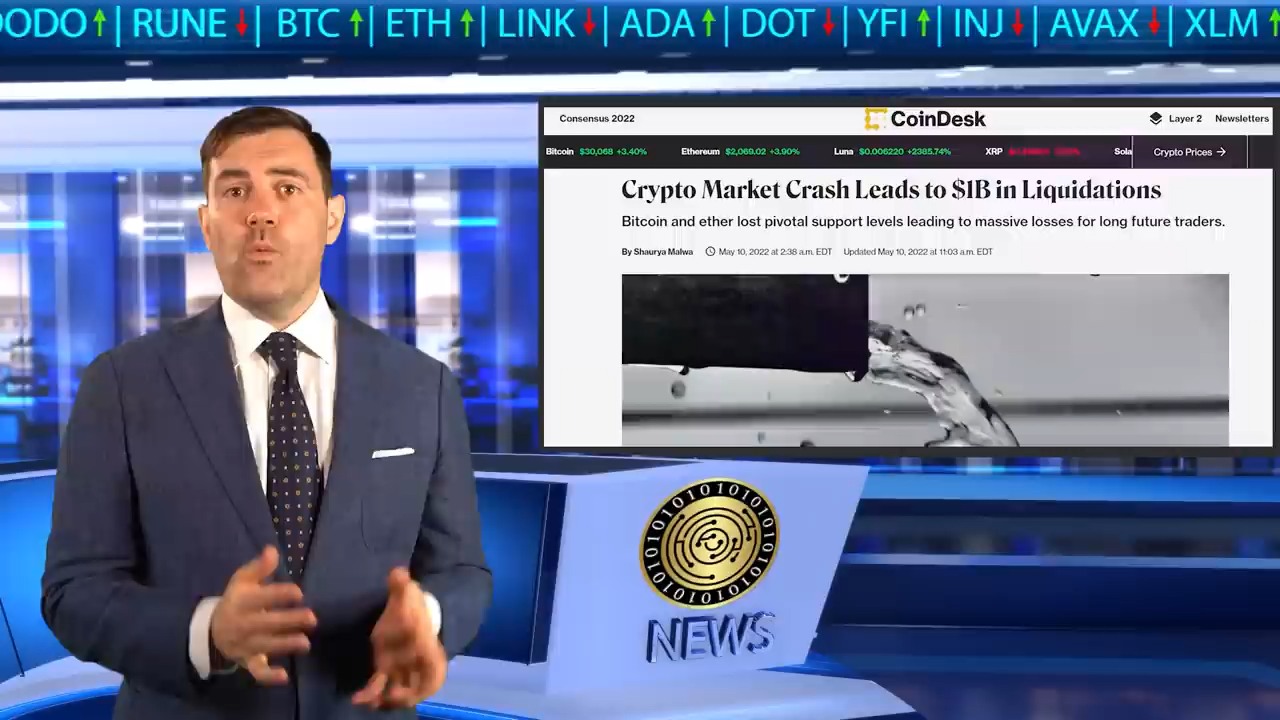 DODO↑ | RUNE↓ | BTC↑ | ETH↑ | LINK↓ | ADA↑ | DOT↓ | YFI↑ | INJ↓ | AVAX↓ | XLM↑
Consensus 2022 CoinDesk Layer 2 Newsletters
Bitcoin $30,068 +3.40% Ethereum $2,069.02 +3.90% Luna $0.006220 +2385.74% XRP Sola Crypto Prices →
Crypto Market Crash Leads to $1B in Liquidations
Bitcoin and ether lost pivotal support levels leading to massive losses for long future traders.
By Shaurya Malwa May 10, 2022 at 2:38 a.m. EDT Updated May 10, 2022 at 11:03 a.m. EDT
NEWS